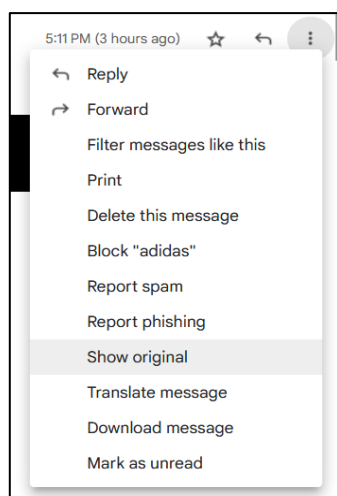 5:11 PM (3 hours ago)
Reply
Forward
Filter messages like this
Print
Delete this message
Block "adidas"
Report spam
Report phishing
Show original
Translate message
Download message
Mark as unread